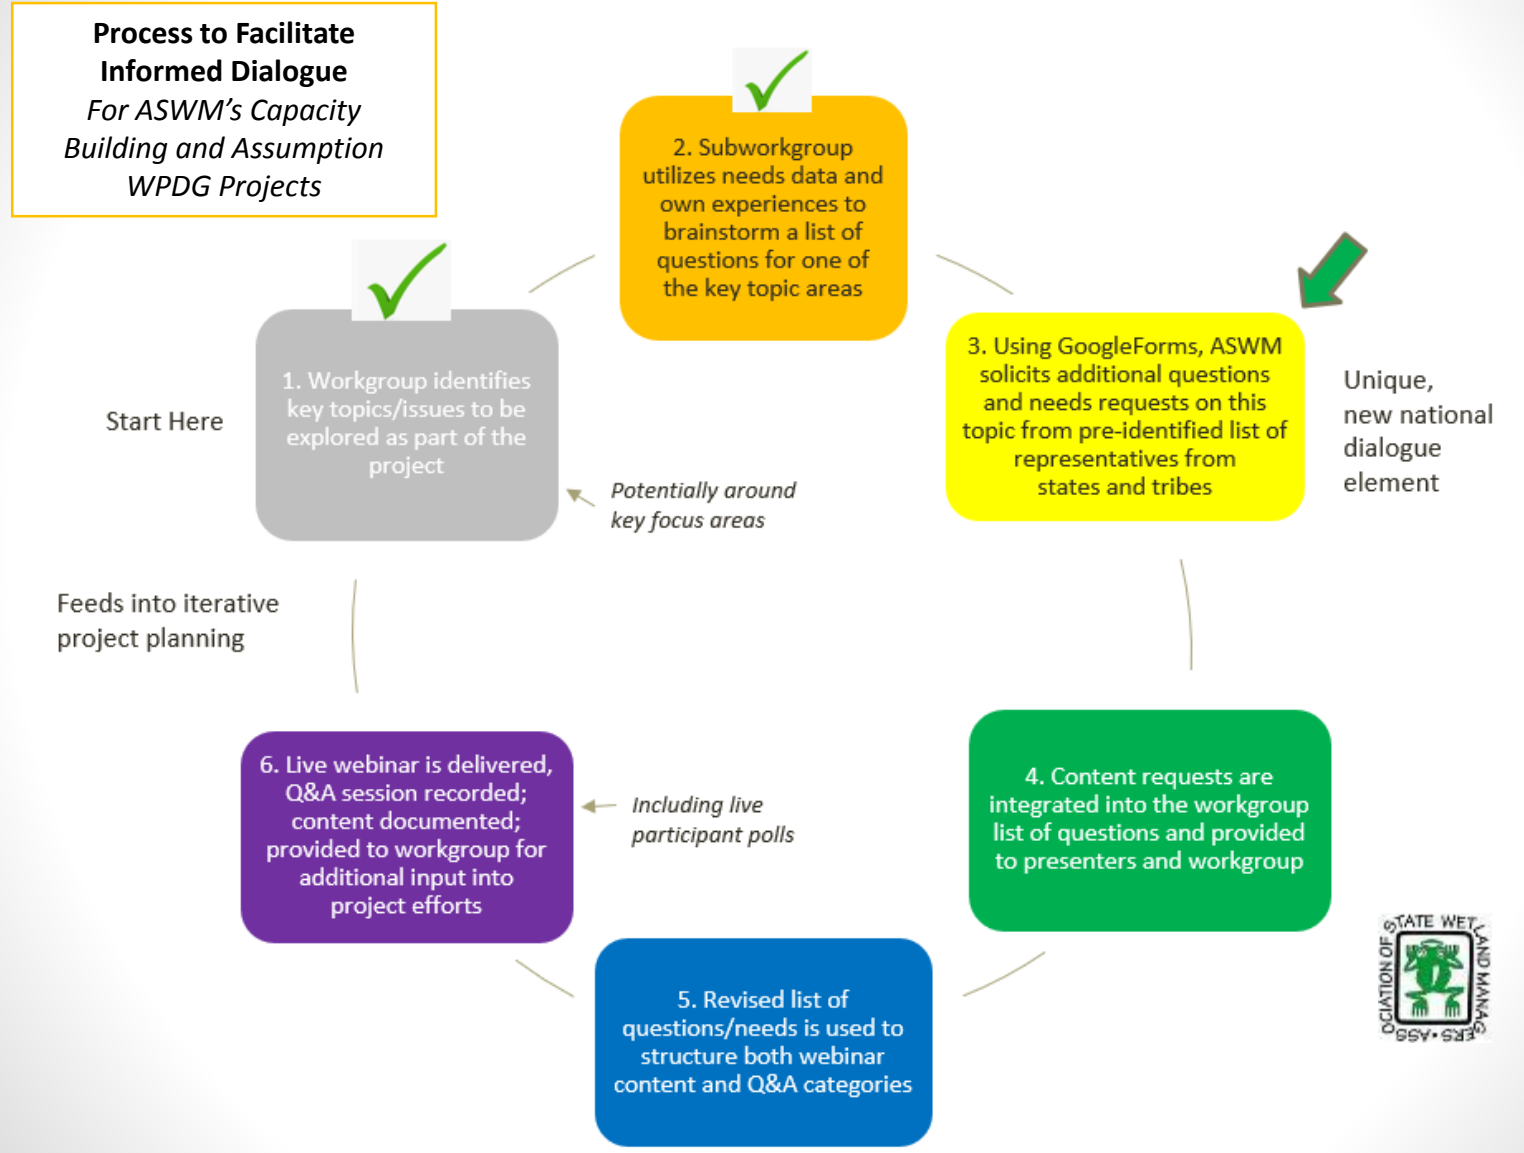 Process to Facilitate
Informed Dialogue
For ASWM’s Capacity
Building and Assumption
WPDG Projects
Start Here
1. Workgroup identifies
key topics/issues to be
explored as part of the
project
Potentially around
key focus areas
2. Subworkgroup
utilizes needs data and
own experiences to
brainstorm a list of
questions for one of
the key topic areas
3. Using GoogleForms, ASWM
solicits additional questions
and needs requests on this
topic from pre-identified list of
representatives from
states and tribes
Unique,
new national
dialogue
element
4. Content requests are
integrated into the workgroup
list of questions and provided
to presenters and workgroup
5. Revised list of
questions/needs is used to
structure both webinar
content and Q&A categories
6. Live webinar is delivered,
Q&A session recorded;
content documented;
provided to workgroup for
additional input into
project efforts
Including live
participant polls
Feeds into iterative
project planning
ASSOCIATION OF STATE WETLAND MANAGERS